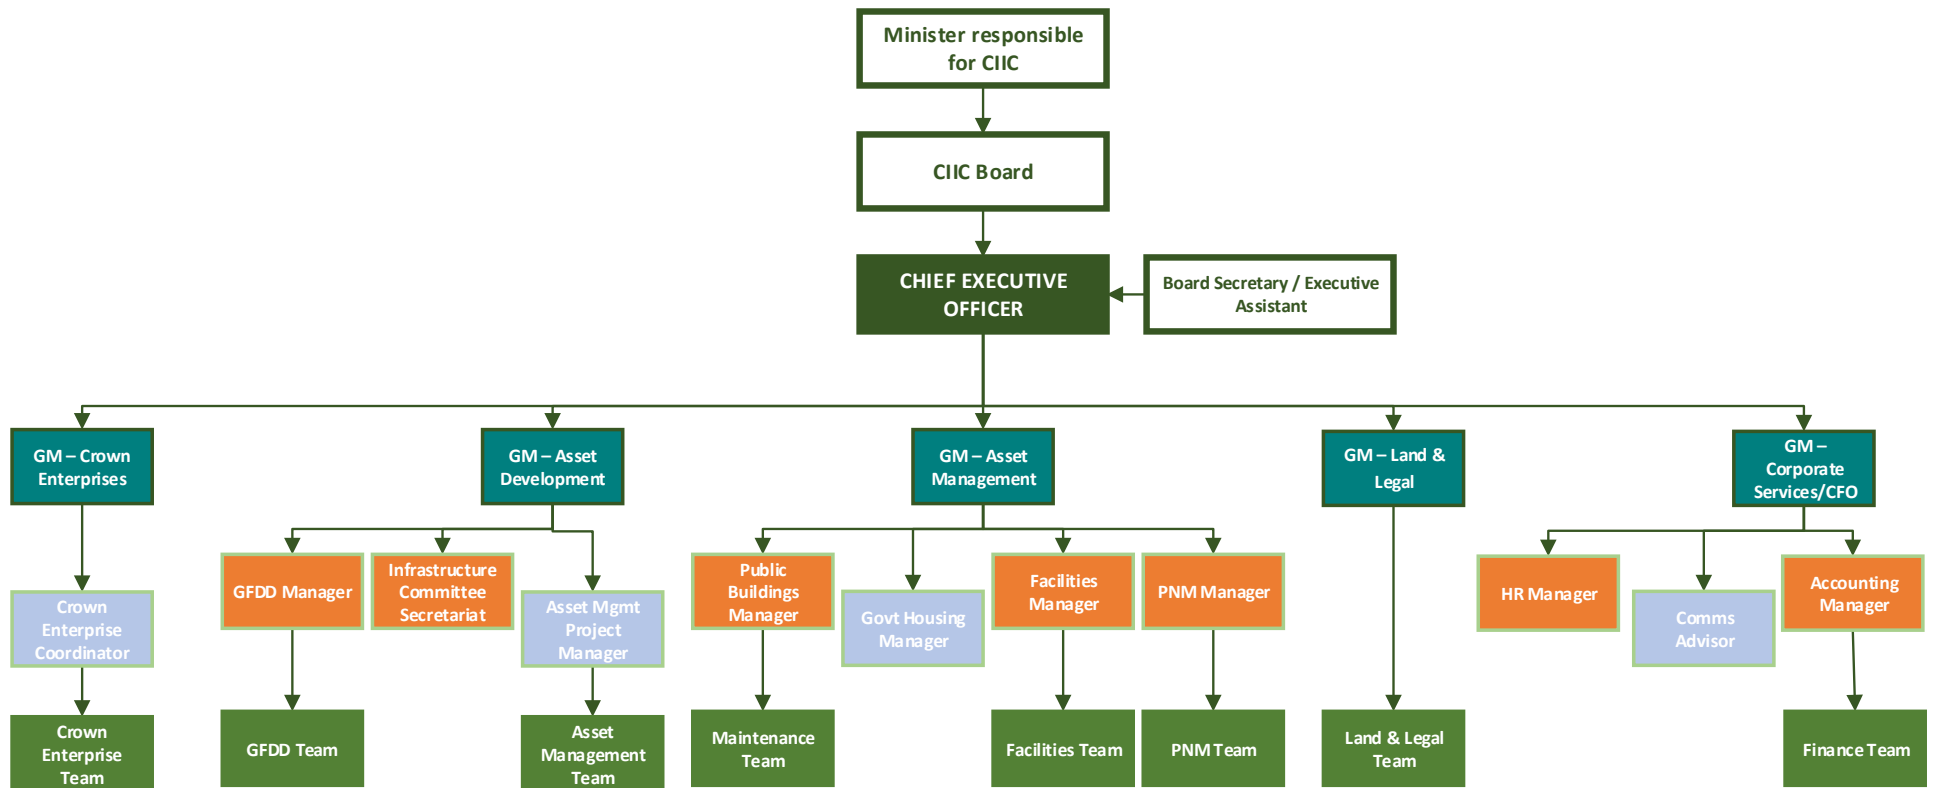 Minister responsible
for CIIC
CIIC Board
CHIEF EXECUTIVE
OFFICER
Board Secretary / Executive
Assistant
GM – Crown
Enterprises
GM – Asset
Development
GM – Asset
Management
GM – Land &
Legal
GM –
Corporate
Services/CFO
Crown
Enterprise
Coordinator
GFDD Manager
Infrastructure
Committee
Secretariat
Asset Mgmt
Project
Manager
Public
Buildings
Manager
Govt Housing
Manager
Facilities
Manager
PNM Manager
HR Manager
Comms
Advisor
Accounting
Manager
Crown
Enterprise
Team
GFDD Team
Asset
Management
Team
Maintenance
Team
Facilities Team
PNM Team
Land & Legal
Team
Finance Team